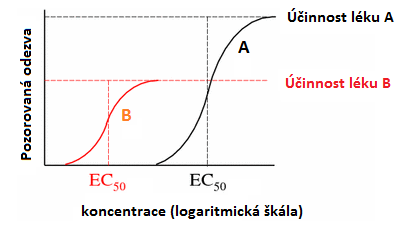 Účinnost léku A
A
Účinnost léku B
B
Pozorovaná odezva
EC50
EC50
koncentrace (logaritmická škála)